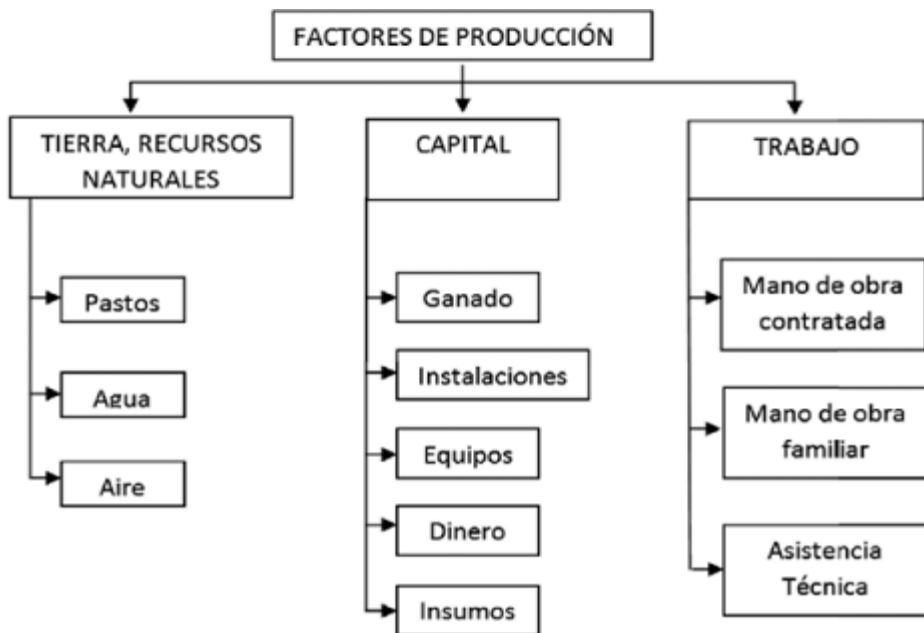 FACTORES DE PRODUCCIÓN
TIERRA, RECURSOS
NATURALES
Pastos
Agua
Aire
CAPITAL
Ganado
Instalaciones
Equipos
Dinero
Insumos
TRABAJO
Mano de obra
contratada
Mano de obra
familiar
Asistencia
Técnica